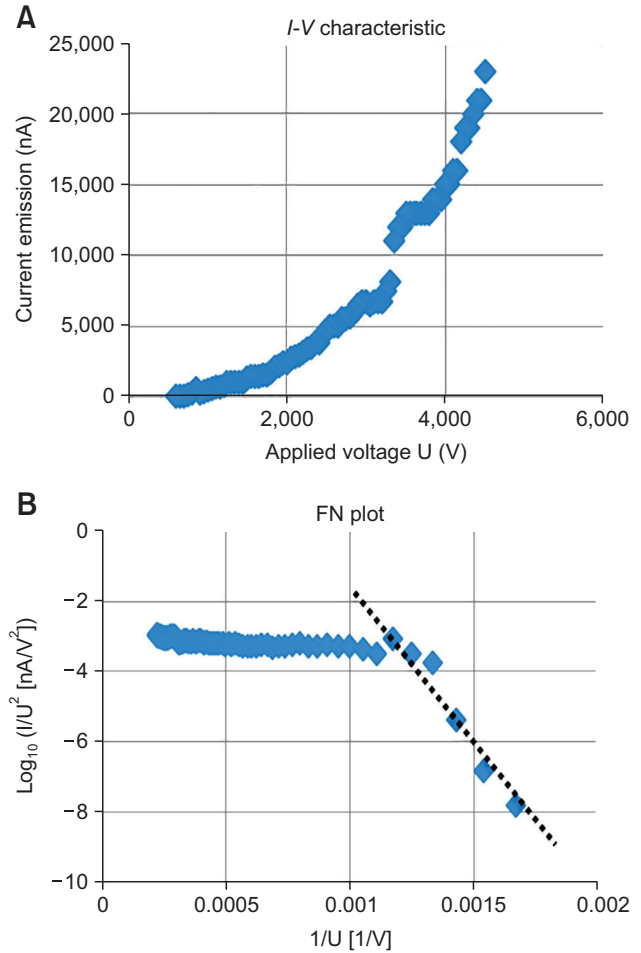 A
I-V characteristic
Current emission (nA)
25,000
20,000
15,000
10,000
5,000
0
0 2,000 4,000 6,000
Applied voltage U (V)
B
FN plot
Log₁₀ (I/U² [nA/V²])
0
−2
−4
−6
−8
−10
0 0.0005 0.001 0.0015 0.002
1/U [1/V]